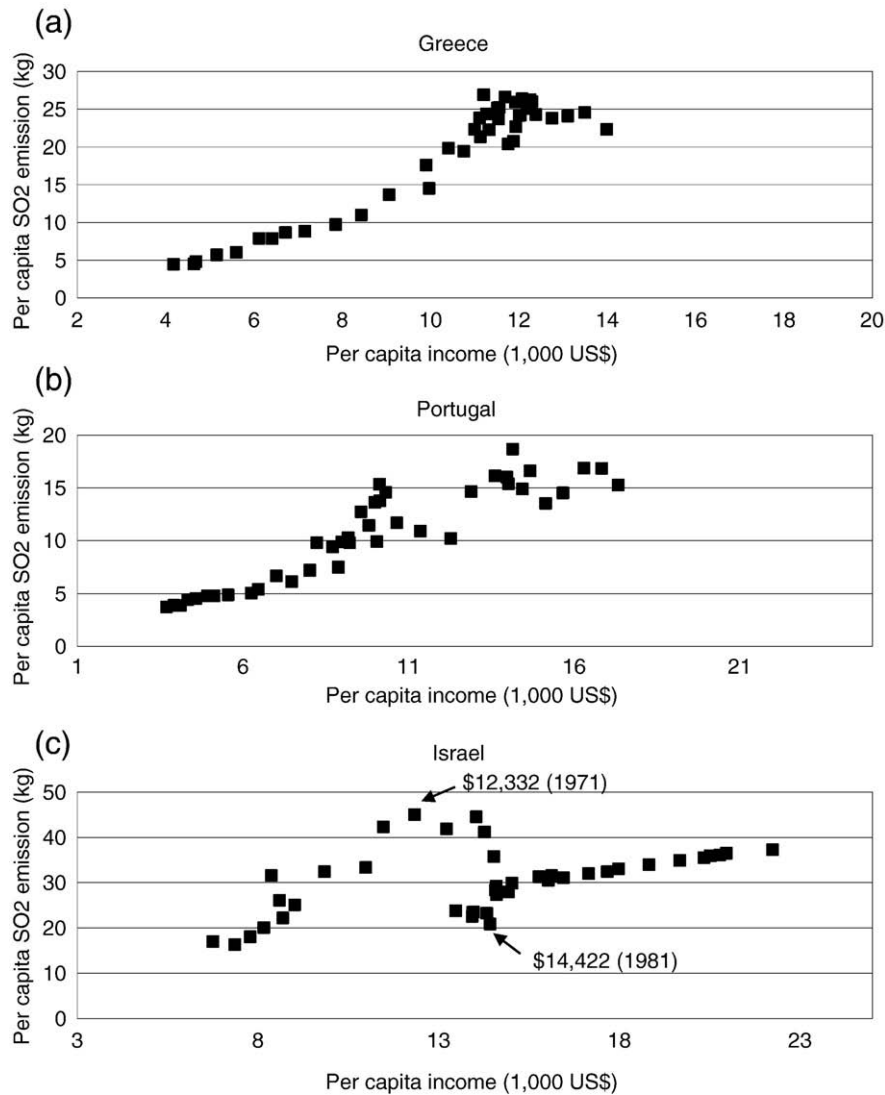 (a)
Greece
Per capita SO2 emission (kg)
30
25
20
15
10
5
0
2 4 6 8 10 12 14 16 18 20
Per capita income (1,000 US$)
(b)
Portugal
Per capita SO2 emission (kg)
20
15
10
5
0
1 6 11 16 21
Per capita income (1,000 US$)
(c)
Israel
Per capita SO2 emission (kg)
50
$12,332 (1971)
40
30
20
$14,422 (1981)
10
0
3 8 13 18 23
Per capita income (1,000 US$)